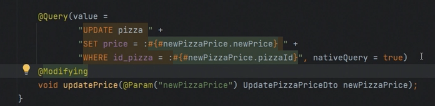 @Query(value =
"UPDATE pizza " +
"SET price = :#{#newPizzaPrice.newPrice} " +
"WHERE id_pizza = :#{#newPizzaPrice.pizzaId}", nativeQuery = true)
@Modifying
void updatePrice(@Param("newPizzaPrice") UpdatePizzaPriceDto newPizzaPrice);
}